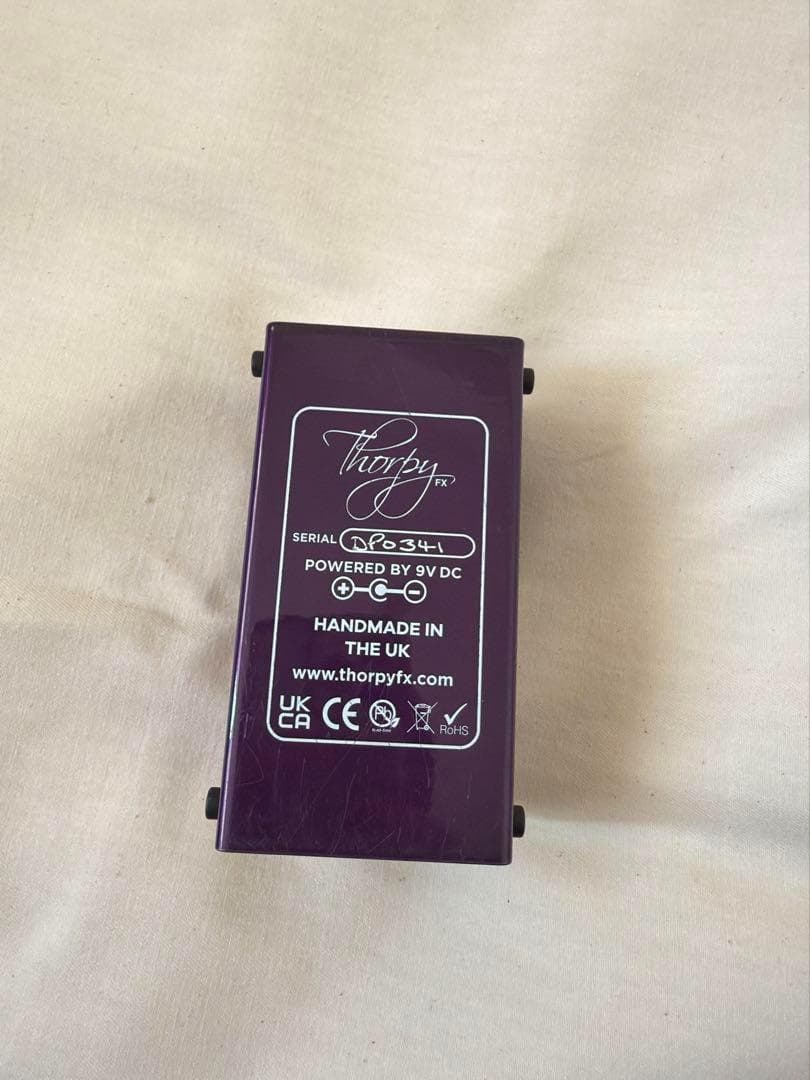 Thorpy FX
SERIAL DP0341
POWERED BY 9V DC
+ -
HANDMADE IN
THE UK
www.thorpyfx.com
UK
CA CE Pb RoHS